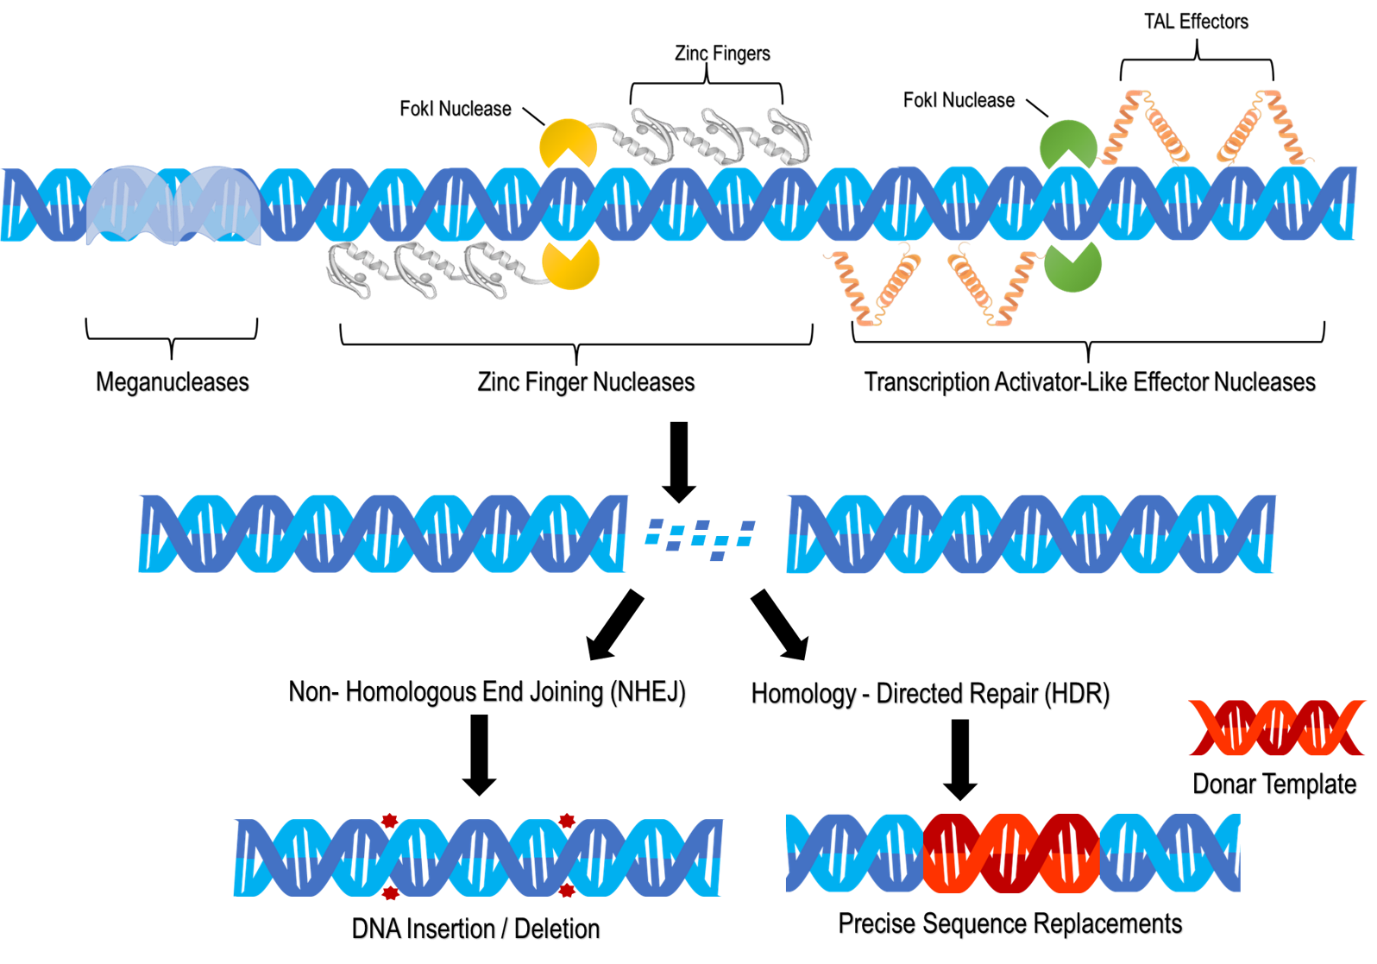 TAL Effectors
Zinc Fingers
FokI Nuclease
FokI Nuclease
Meganucleases
Zinc Finger Nucleases
Transcription Activator-Like Effector Nucleases
Non- Homologous End Joining (NHEJ)
Homology - Directed Repair (HDR)
Donar Template
DNA Insertion / Deletion
Precise Sequence Replacements